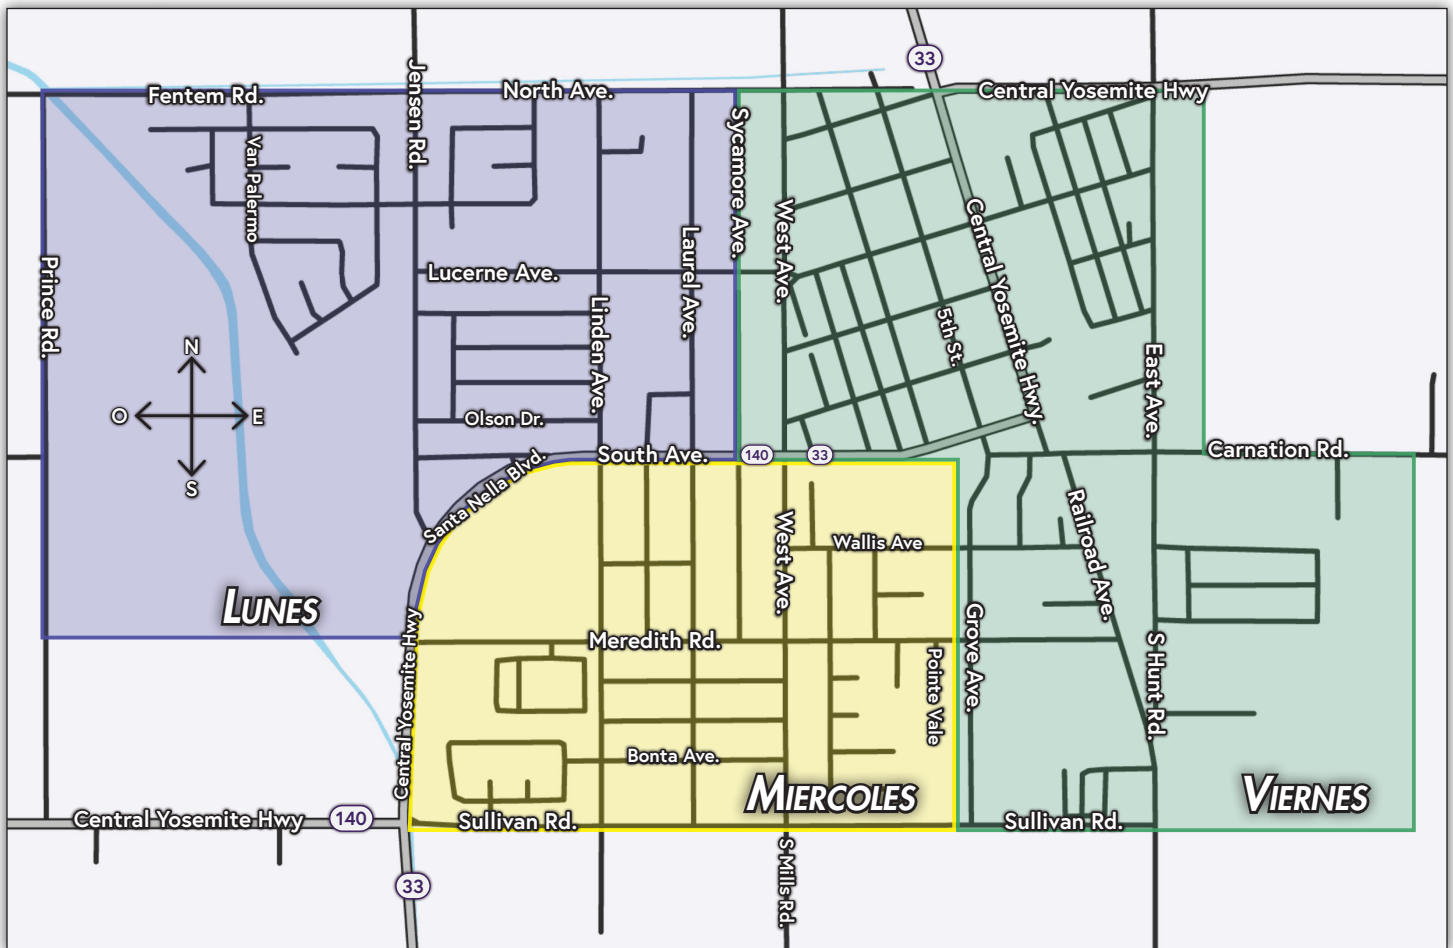 33
Fentem Rd.
North Ave.
Central Yosemite Hwy
Jensen Rd.
Van Palermo
Sycamore Ave.
West Ave.
Central Yosemite Hwy.
Prince Rd.
Lucerne Ave.
Laurel Ave.
Linden Ave.
5th St.
East Ave.
N
O
E
S
Olson Dr.
South Ave.
140
33
Carnation Rd.
Santa Nella Blvd.
West Ave.
Wallis Ave
Railroad Ave.
LUNES
Central Yosemite Hwy
Meredith Rd.
Pointe Vale
Grove Ave.
S Hunt Rd.
Bonta Ave.
MIERCOLES
VIERNES
Central Yosemite Hwy
140
Sullivan Rd.
Sullivan Rd.
S Mills Rd.
33